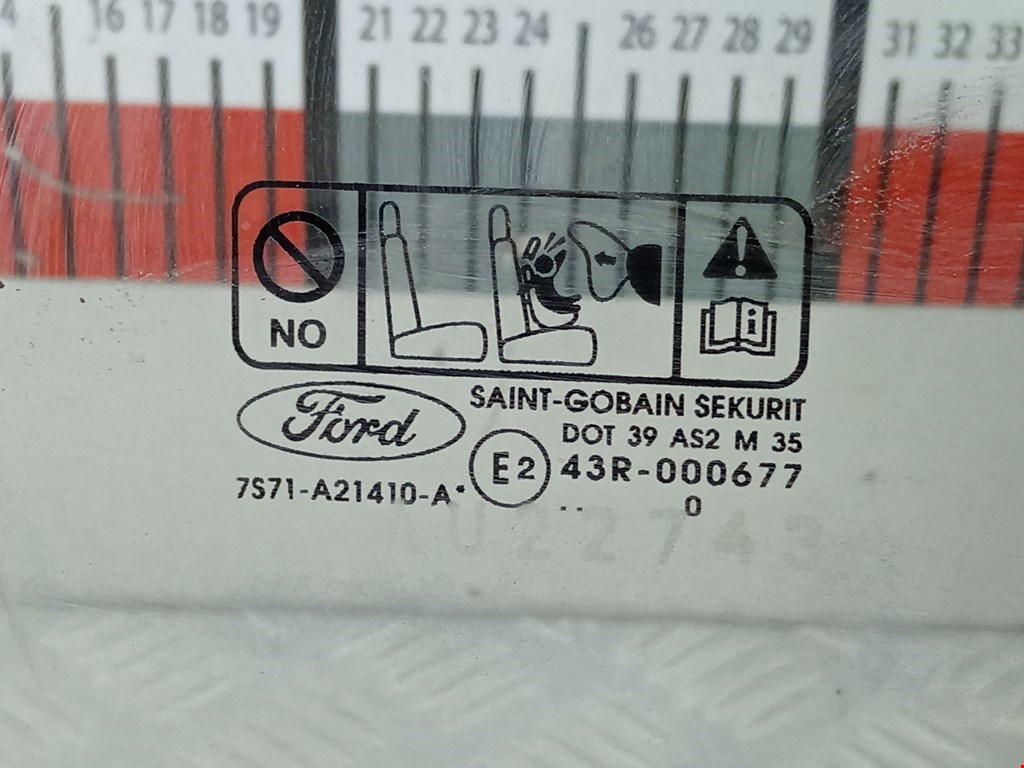 16 17 18 19 21 22 23 24 26 27 28 29 31 32 33
NO
i
Ford
SAINT-GOBAIN SEKURIT
DOT 39 AS2 M 35
E2
43R-000677
7S71-A21410-A*
.. 0